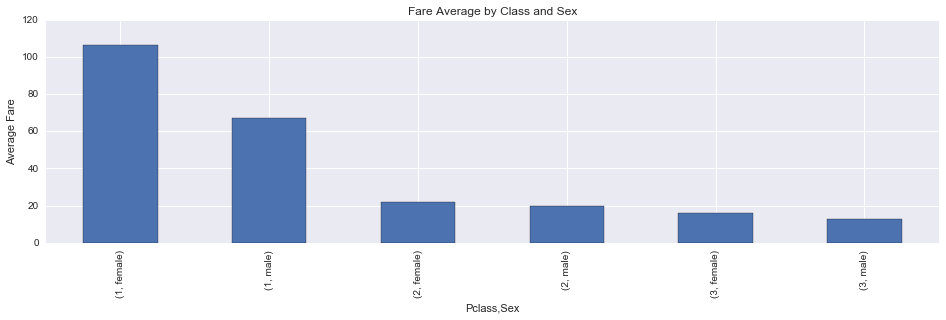 Fare Average by Class and Sex
Average Fare
120
100
80
60
40
20
0
(1, female)
(1, male)
(2, female)
(2, male)
(3, female)
(3, male)
Pclass,Sex